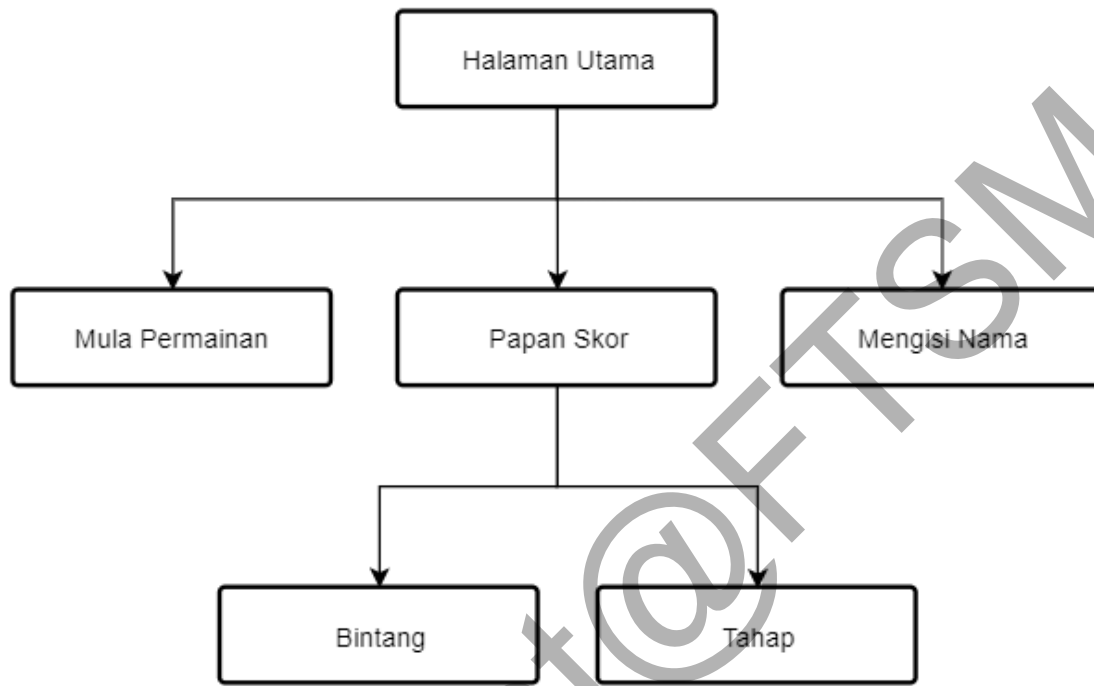 Halaman Utama
Mula Permainan
Papan Skor
Mengisi Nama
Bintang
Tahap
t@FTSM